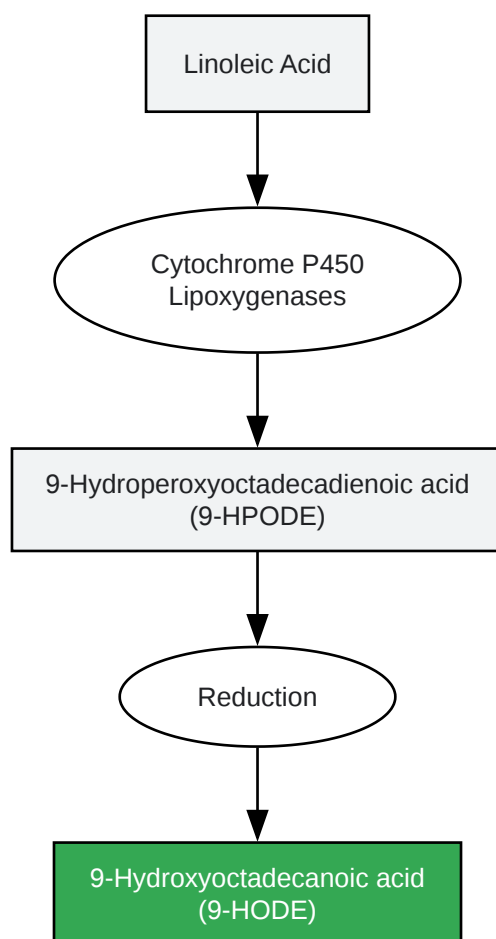 Linoleic Acid
Cytochrome P450
Lipoxygenases
9-Hydroperoxyoctadecadienoic acid
(9-HPODE)
Reduction
9-Hydroxyoctadecanoic acid
(9-HODE)